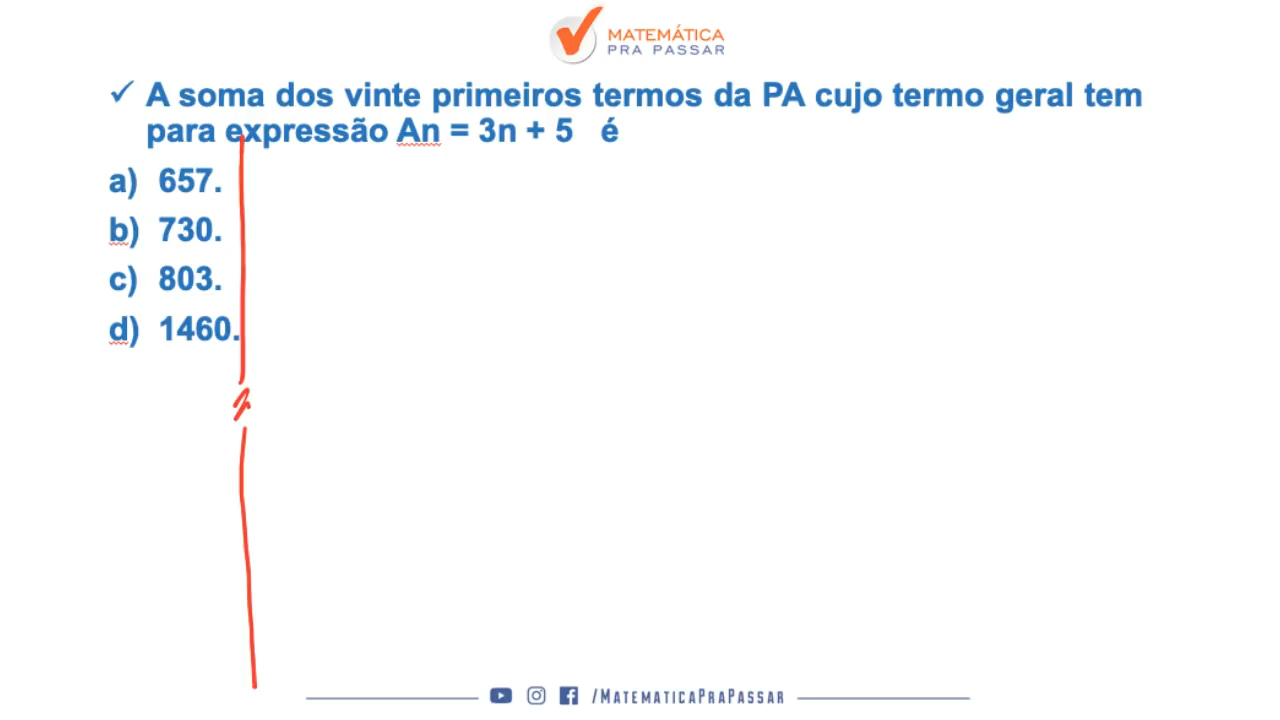 MATEMÁTICA
PRA PASSAR
✓ A soma dos vinte primeiros termos da PA cujo termo geral tem
para expressão An = 3n + 5 é
a) 657.
b) 730.
c) 803.
d) 1460.
/MATEMATICAPRAPASSAR